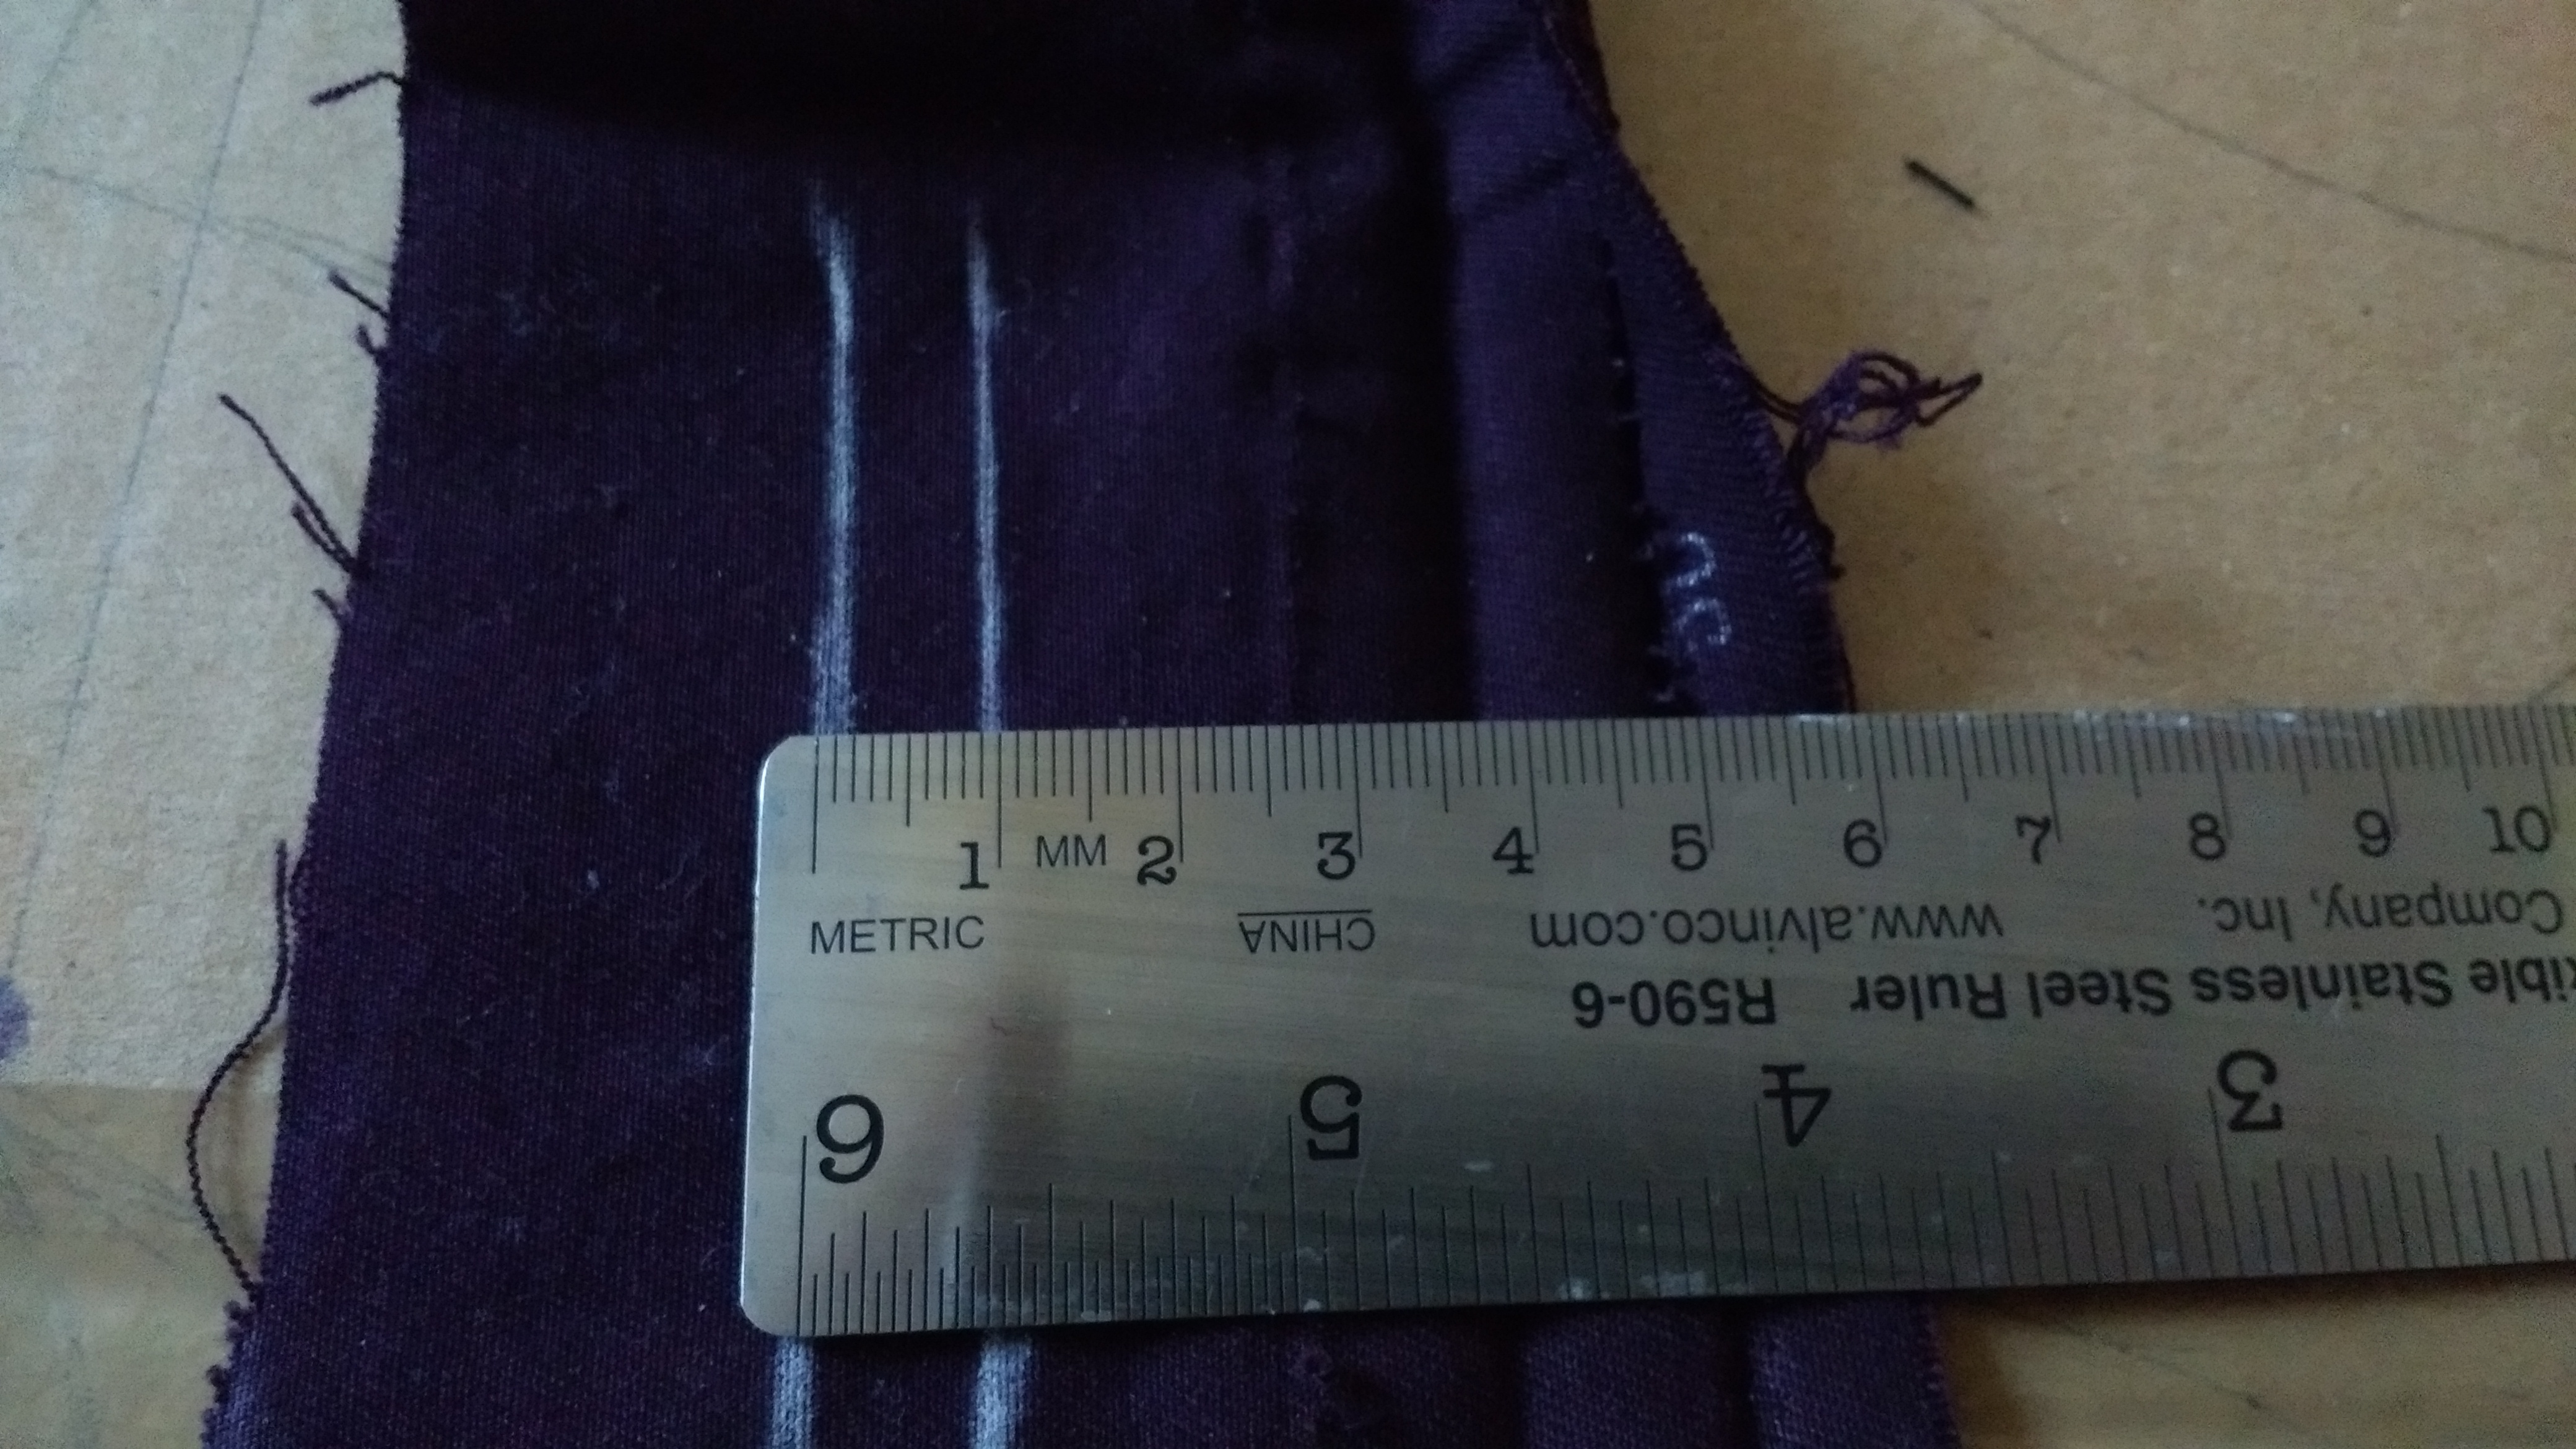 1 MM 2 3 4 5 6 7 8 9 10
METRIC
CHINA
www.alvinco.com
Company, Inc.
R590-6 Steel Ruler Stainless
6 5 4 3